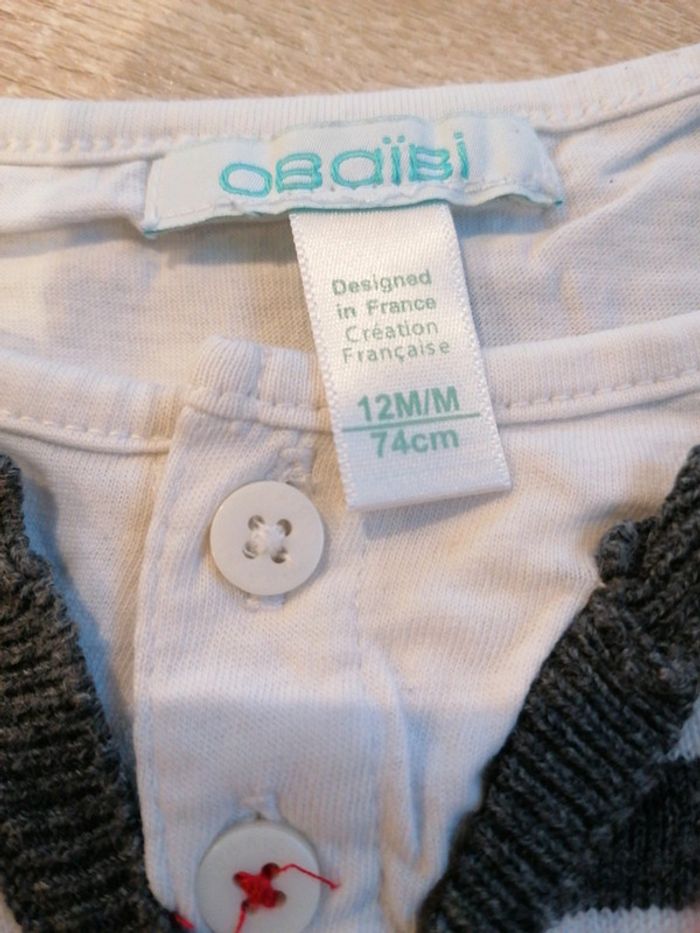 OBaïBi
Designed
in France
Création
Française
12M/M
74cm